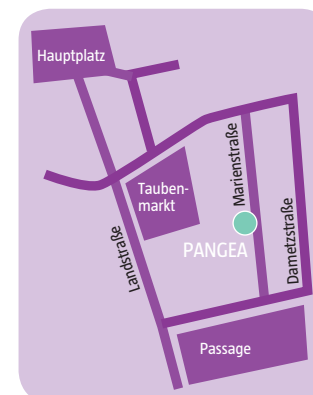 Hauptplatz
Tauben-
markt
Marienstraße
Landstraße
PANGEA
Dametzstraße
Passage